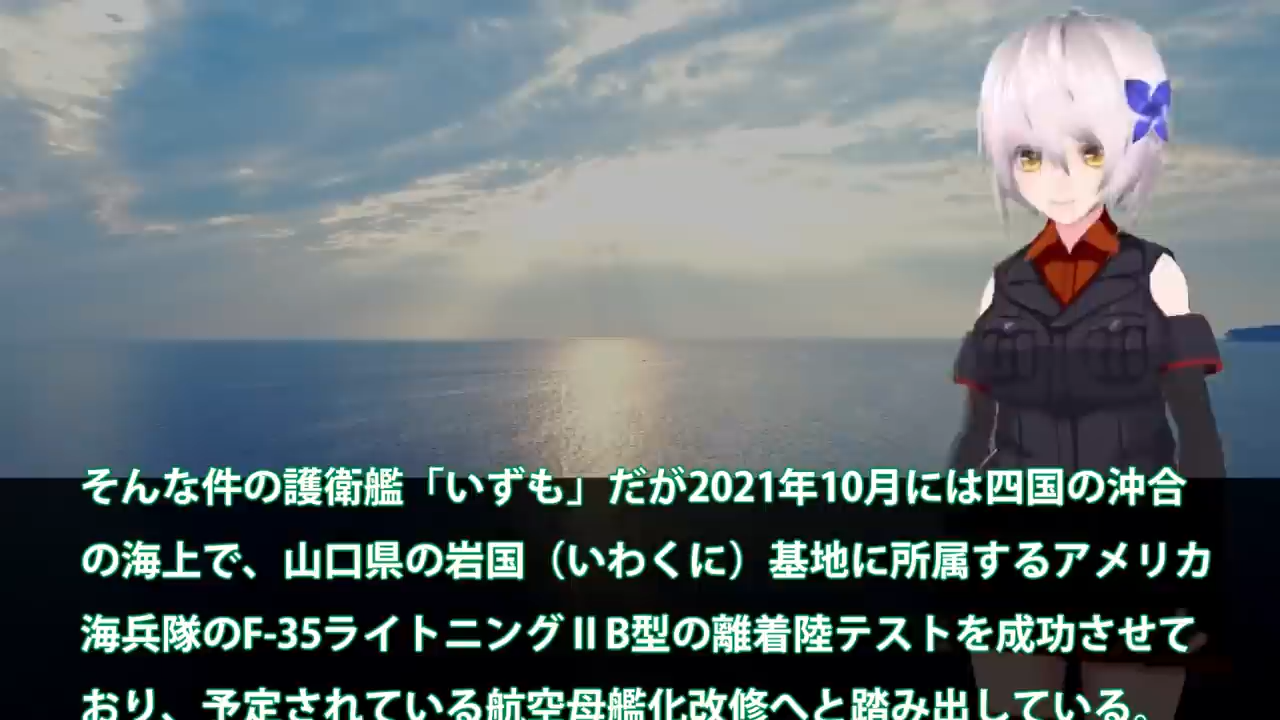 そんな件の護衛艦「いずも」だが2021年10月には四国の沖合
の海上で、山口県の岩国（いわくに）基地に所属するアメリカ
海兵隊のF-35ライトニングⅡB型の離着陸テストを成功させて
おり、予定されている航空母艦化改修へと踏み出している。